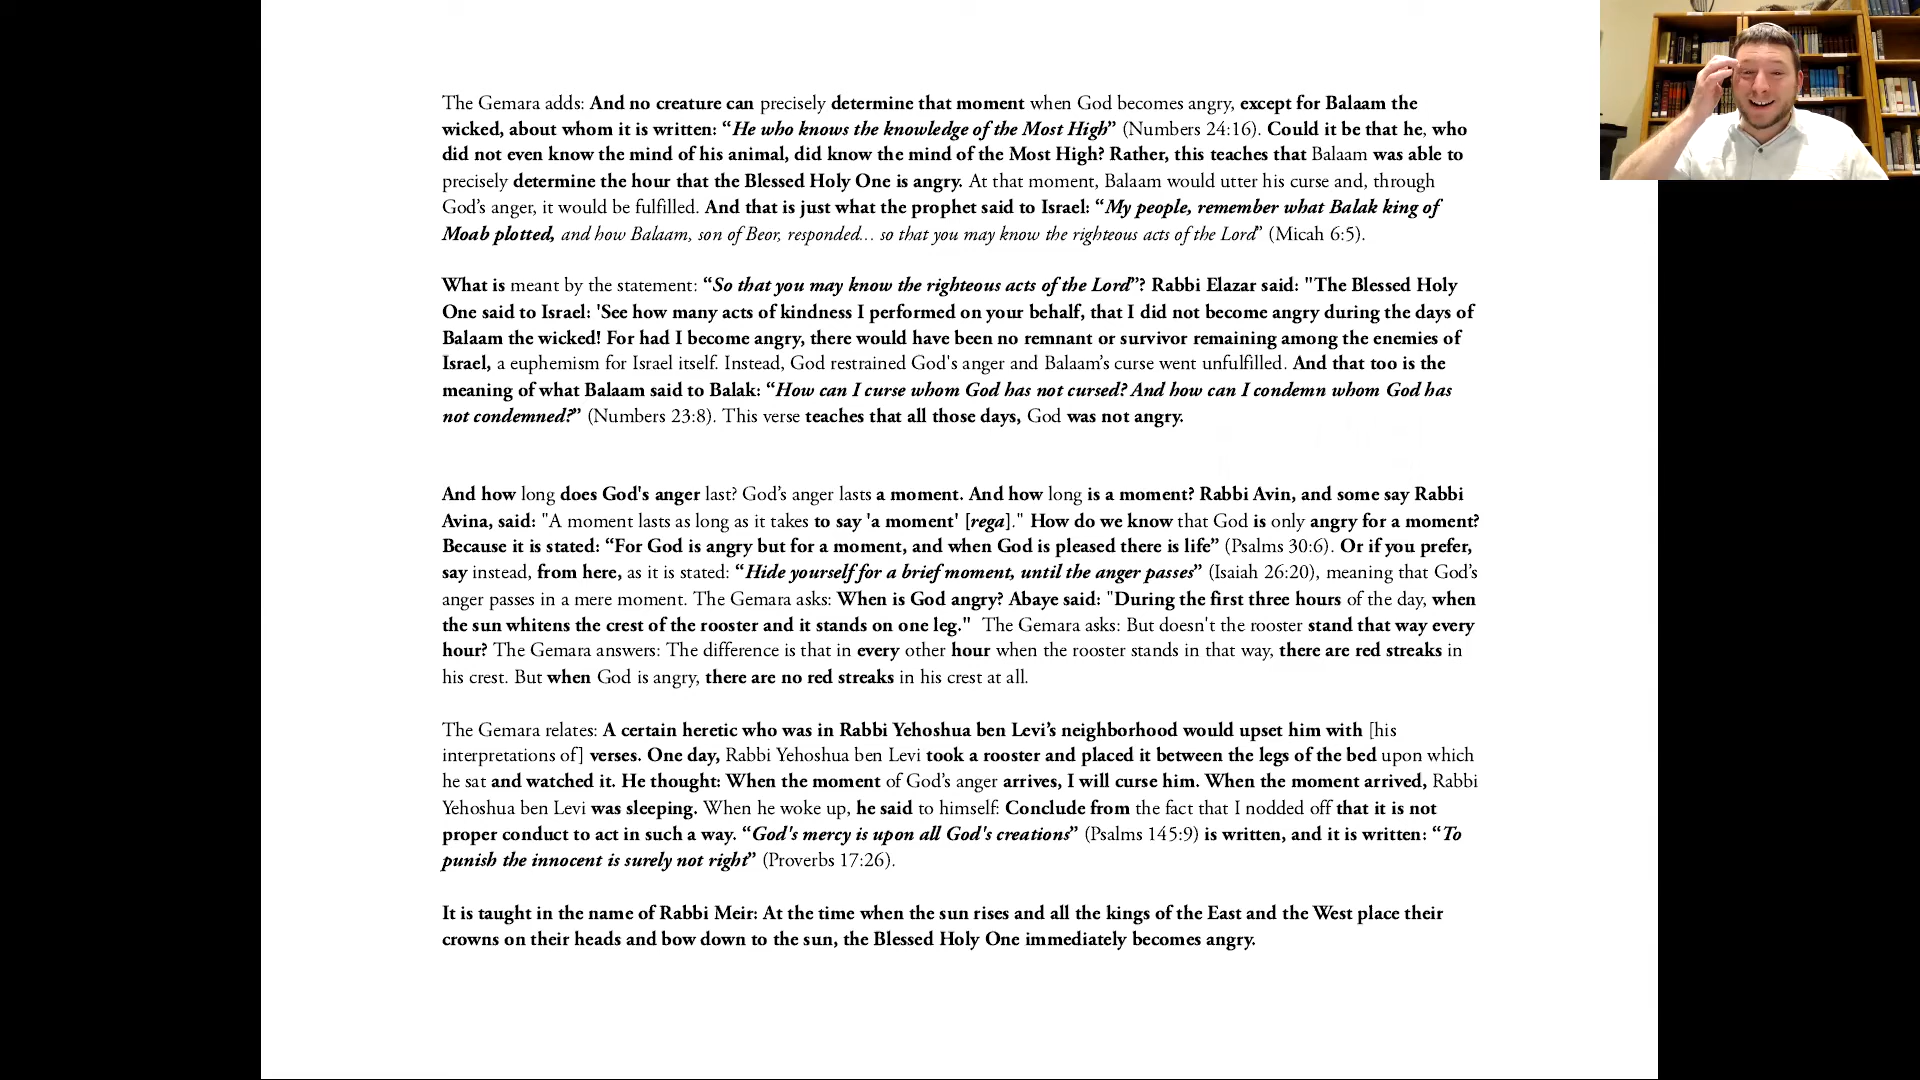 The Gemara adds: And no creature can precisely determine that moment when God becomes angry, except for Balaam the
wicked, about whom it is written: “He who knows the knowledge of the Most High” (Numbers 24:16). Could it be that he, who
did not even know the mind of his animal, did know the mind of the Most High? Rather, this teaches that Balaam was able to
precisely determine the hour that the Blessed Holy One is angry. At that moment, Balaam would utter his curse and, through
God’s anger, it would be fulfilled. And that is just what the prophet said to Israel: “My people, remember what Balak king of
Moab plotted, and how Balaam, son of Beor, responded... so that you may know the righteous acts of the Lord” (Micah 6:5).
What is meant by the statement: “So that you may know the righteous acts of the Lord”? Rabbi Elazar said: "The Blessed Holy
One said to Israel: 'See how many acts of kindness I performed on your behalf, that I did not become angry during the days of
Balaam the wicked! For had I become angry, there would have been no remnant or survivor remaining among the enemies of
Israel, a euphemism for Israel itself. Instead, God restrained God's anger and Balaam’s curse went unfulfilled. And that too is the
meaning of what Balaam said to Balak: “How can I curse whom God has not cursed? And how can I condemn whom God has
not condemned?” (Numbers 23:8). This verse teaches that all those days, God was not angry.
And how long does God's anger last? God’s anger lasts a moment. And how long is a moment? Rabbi Avin, and some say Rabbi
Avina, said: "A moment lasts as long as it takes to say 'a moment' [rega]." How do we know that God is only angry for a moment?
Because it is stated: “For God is angry but for a moment, and when God is pleased there is life” (Psalms 30:6). Or if you prefer,
say instead, from here, as it is stated: “Hide yourself for a brief moment, until the anger passes” (Isaiah 26:20), meaning that God’s
anger passes in a mere moment. The Gemara asks: When is God angry? Abaye said: "During the first three hours of the day, when
the sun whitens the crest of the rooster and it stands on one leg." The Gemara asks: But doesn't the rooster stand that way every
hour? The Gemara answers: The difference is that in every other hour when the rooster stands in that way, there are red streaks in
his crest. But when God is angry, there are no red streaks in his crest at all.
The Gemara relates: A certain heretic who was in Rabbi Yehoshua ben Levi’s neighborhood would upset him with [his
interpretations of] verses. One day, Rabbi Yehoshua ben Levi took a rooster and placed it between the legs of the bed upon which
he sat and watched it. He thought: When the moment of God’s anger arrives, I will curse him. When the moment arrived, Rabbi
Yehoshua ben Levi was sleeping. When he woke up, he said to himself: Conclude from the fact that I nodded off that it is not
proper conduct to act in such a way. “God's mercy is upon all God's creations” (Psalms 145:9) is written, and it is written: “To
punish the innocent is surely not right” (Proverbs 17:26).
It is taught in the name of Rabbi Meir: At the time when the sun rises and all the kings of the East and the West place their
crowns on their heads and bow down to the sun, the Blessed Holy One immediately becomes angry.